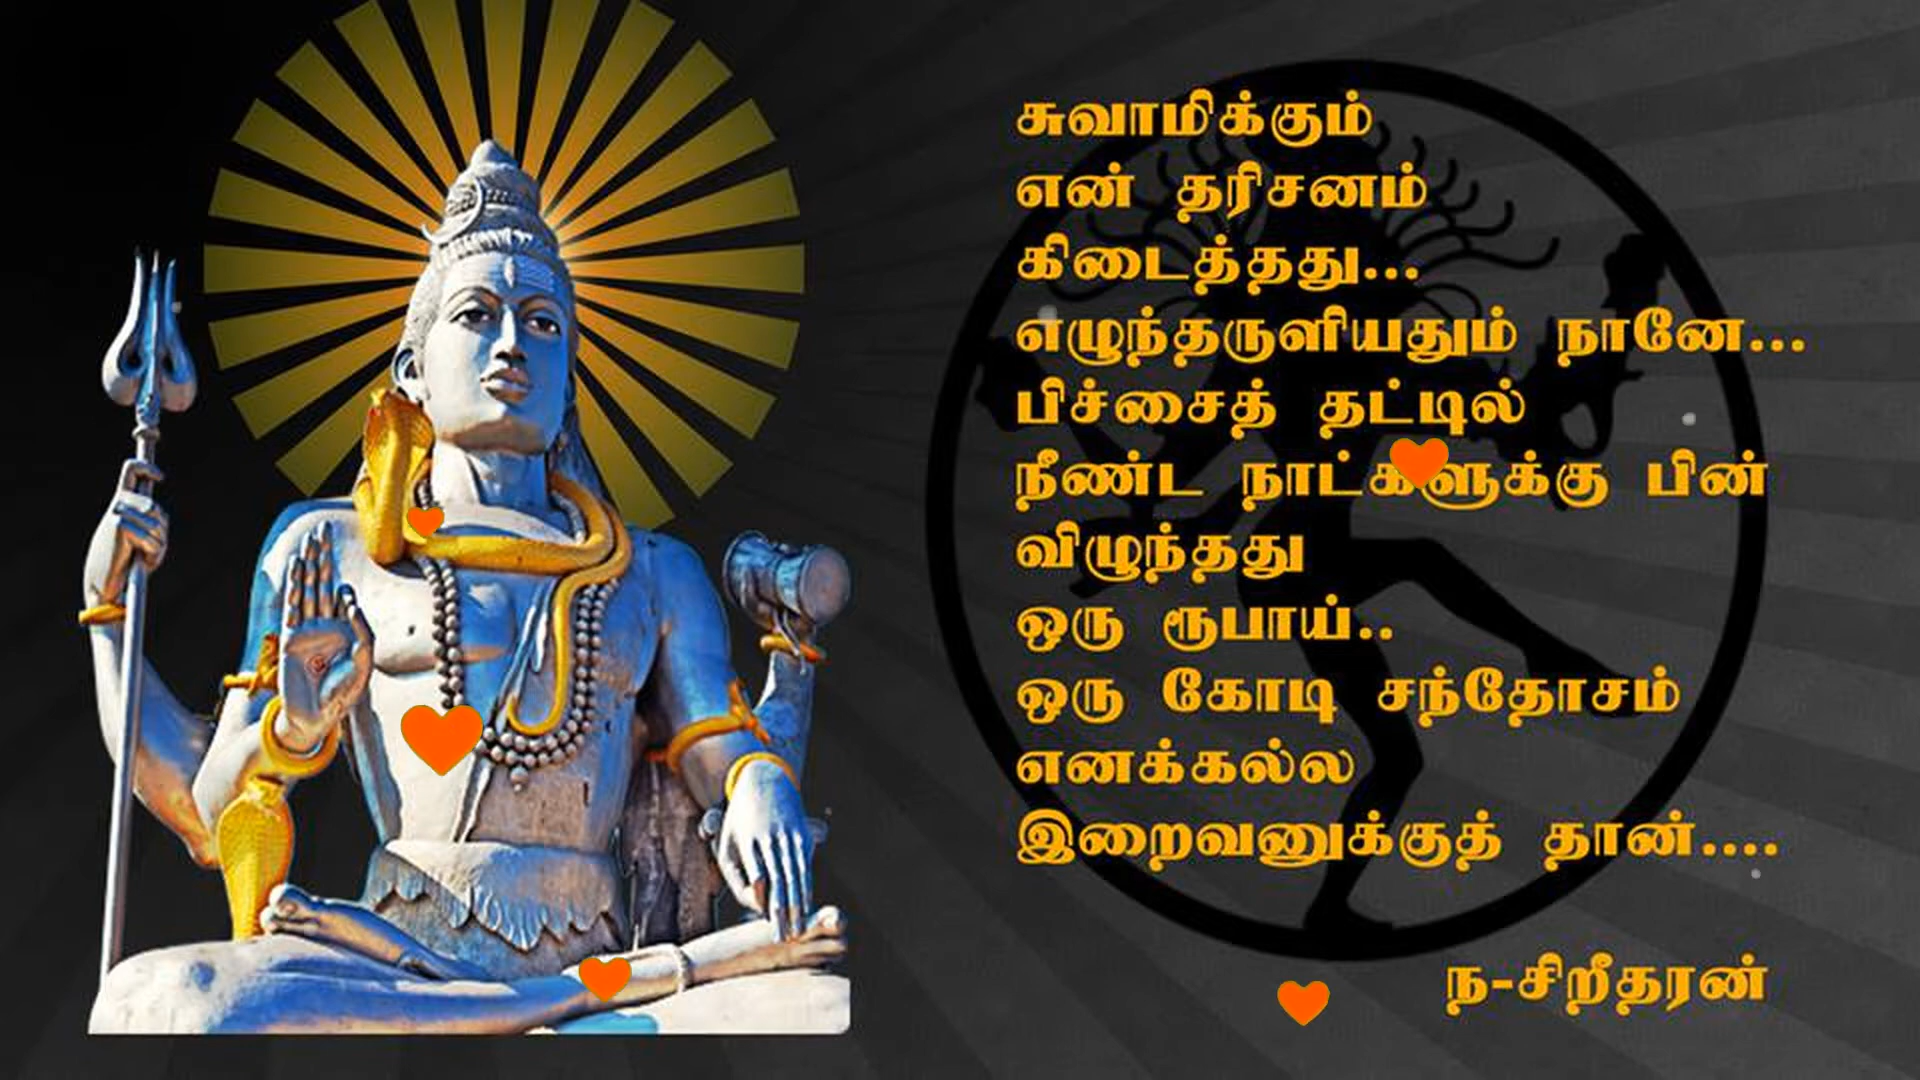 சுவாமிக்கும்
என் தரிசனம்
கிடைத்தது...
எழுந்தருளியதும் நானே...
பிச்சைத் தட்டில்
நீண்ட நாட்களுக்கு பின்
விழுந்தது
ஒரு ரூபாய்..
ஒரு கோடி சந்தோசம்
எனக்கல்ல
இறைவனுக்குத் தான்....
ந-சிறீதரன்